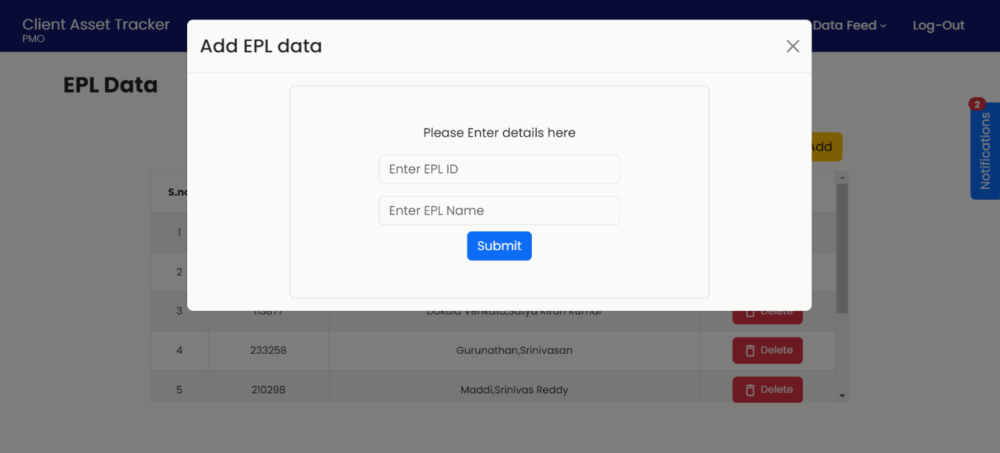 Client Asset Tracker
PMO
Data Feed
Log-Out
Add EPL data
EPL Data
2
Notifications
Please Enter details here
Add
Enter EPL ID
S.no
Enter EPL Name
1
Submit
2
3 113877 Dokula Venkata,Satya Kiran Kumar Delete
4 233258 Gurunathan,Srinivasan Delete
5 210298 Maddi,Srinivas Reddy Delete